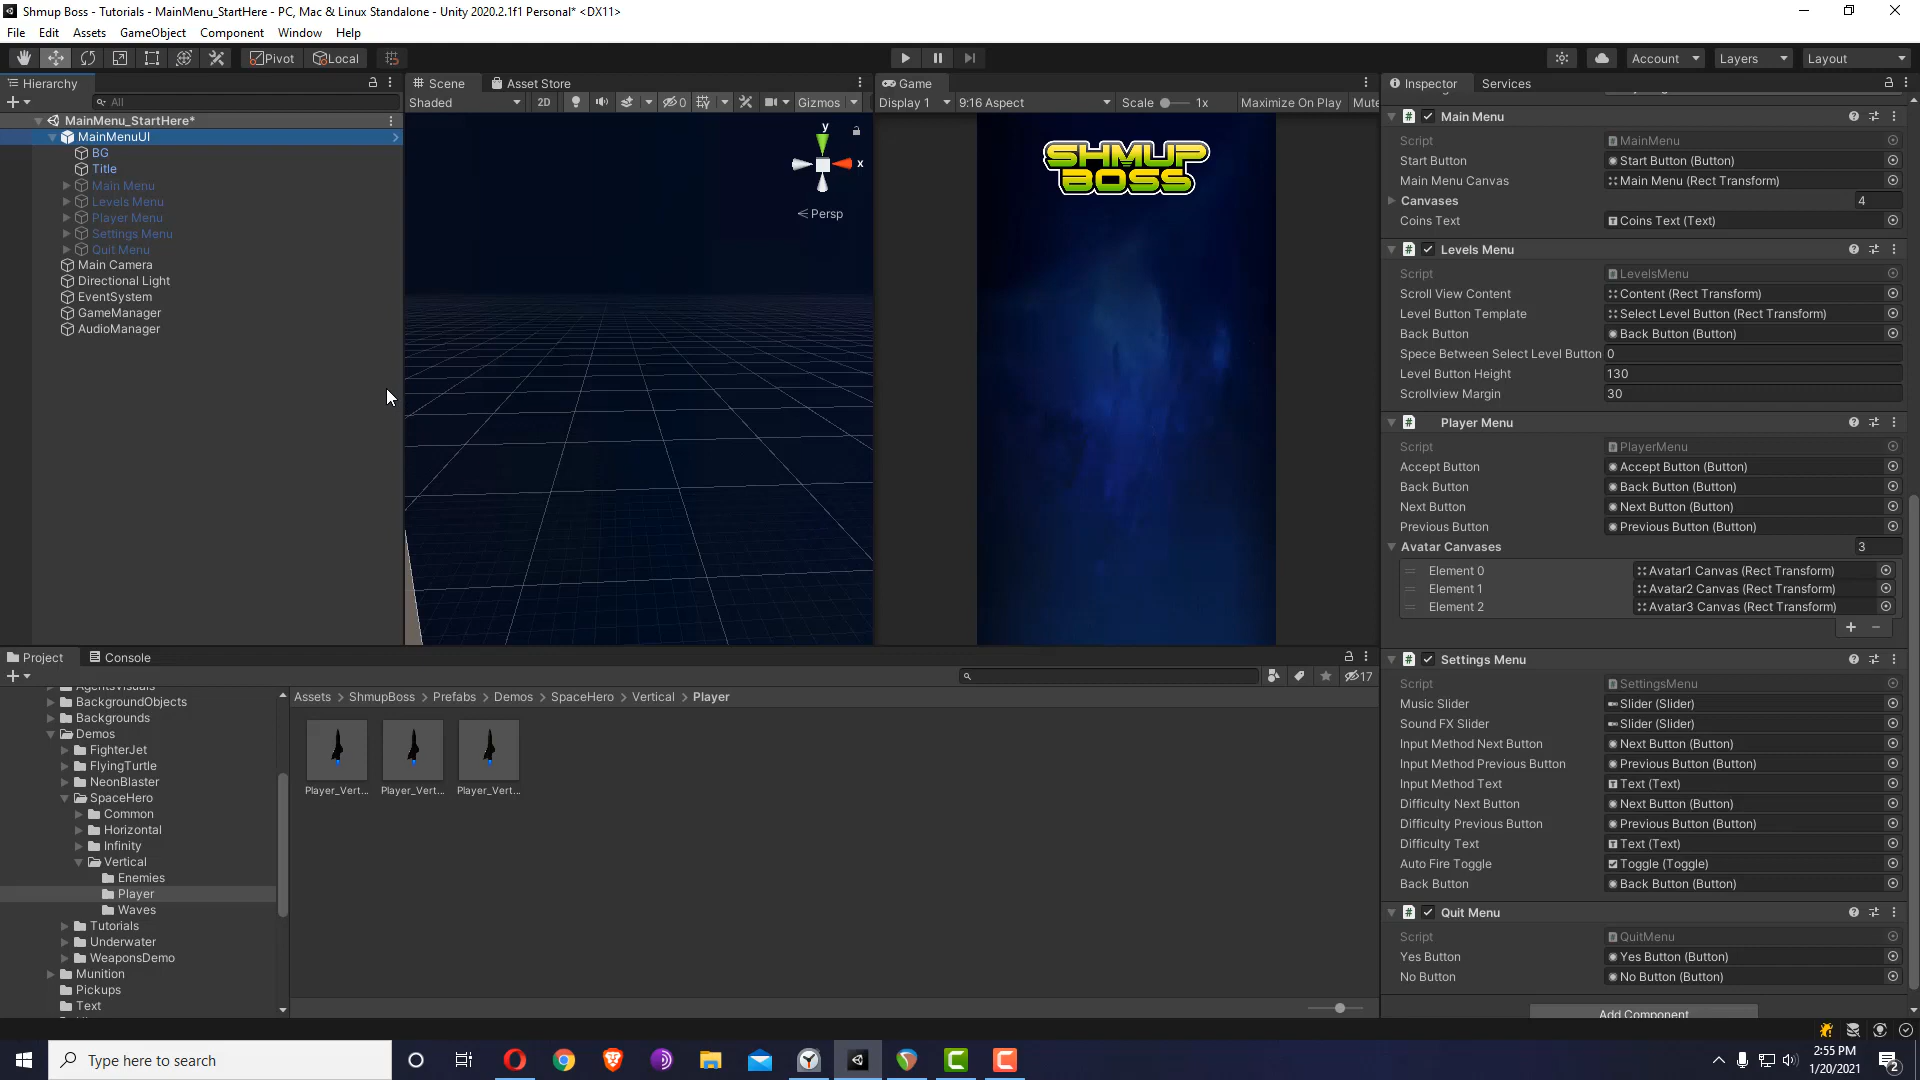 Shmup Boss - Tutorials - MainMenu_StartHere - PC, Mac & Linux Standalone - Unity 2020.2.1f1 Personal* <DX11>
File Edit Assets GameObject Component Window Help
Pivot Local Account Layers Layout
Hierarchy Scene Asset Store Game Inspector Services
All Shaded 2D 0 Gizmos Display 1 9:16 Aspect Scale 1x Maximize On Play Mute
MainMenu_StartHere*
MainMenuUI
BG
Title
Main Menu
Levels Menu
Player Menu
Settings Menu
Quit Menu
Main Camera
Directional Light
EventSystem
GameManager
AudioManager
y
x
Persp
SHMUP
BOSS
Main Menu
Script MainMenu
Start Button Start Button (Button)
Main Menu Canvas Main Menu (Rect Transform)
Canvases 4
Coins Text Coins Text (Text)
Levels Menu
Script LevelsMenu
Scroll View Content Content (Rect Transform)
Level Button Template Select Level Button (Rect Transform)
Back Button Back Button (Button)
Spece Between Select Level Button 0
Level Button Height 130
Scrollview Margin 30
Player Menu
Script PlayerMenu
Accept Button Accept Button (Button)
Back Button Back Button (Button)
Next Button Next Button (Button)
Previous Button Previous Button (Button)
Avatar Canvases 3
Element 0 Avatar1 Canvas (Rect Transform)
Element 1 Avatar2 Canvas (Rect Transform)
Element 2 Avatar3 Canvas (Rect Transform)
Settings Menu
Script SettingsMenu
Music Slider Slider (Slider)
Sound FX Slider Slider (Slider)
Input Method Next Button Next Button (Button)
Input Method Previous Button Previous Button (Button)
Input Method Text Text (Text)
Difficulty Next Button Next Button (Button)
Difficulty Previous Button Previous Button (Button)
Difficulty Text Text (Text)
Auto Fire Toggle Toggle (Toggle)
Back Button Back Button (Button)
Quit Menu
Script QuitMenu
Yes Button Yes Button (Button)
No Button No Button (Button)
Add Component
Project Console
17
AgentsVisuals
BackgroundObjects
Backgrounds
Demos
FighterJet
FlyingTurtle
NeonBlaster
SpaceHero
Common
Horizontal
Infinity
Vertical
Enemies
Player
Waves
Tutorials
Underwater
WeaponsDemo
Munition
Pickups
Text
Assets > ShmupBoss > Prefabs > Demos > SpaceHero > Vertical > Player
Player_Vert... Player_Vert... Player_Vert...
Type here to search
2:55 PM
1/20/2021
2